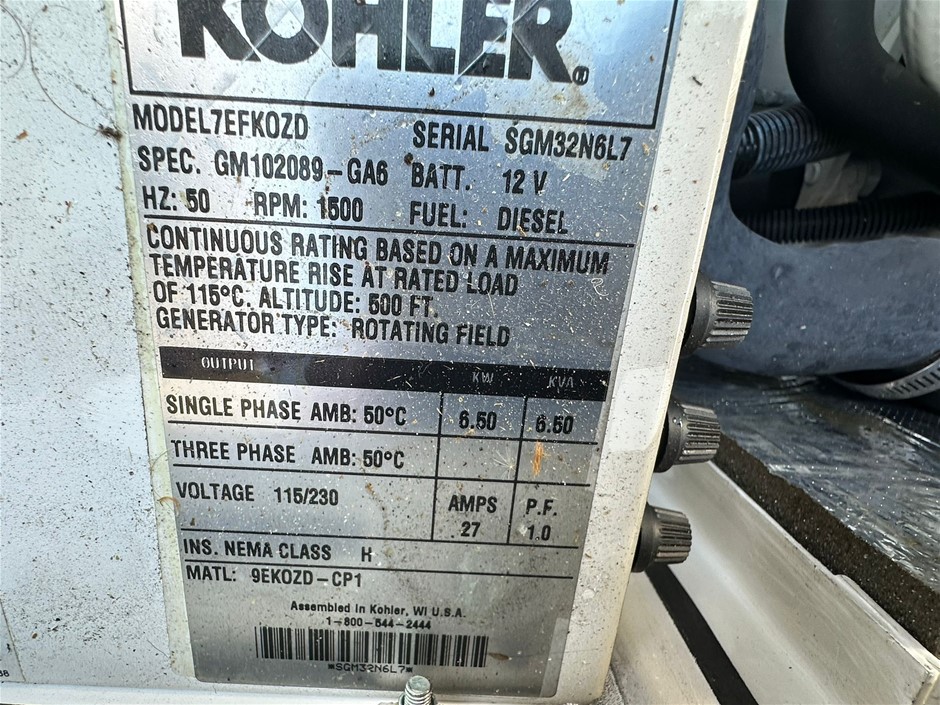 KOHLER®
MODEL7EFKOZD SERIAL SGM32N6L7
SPEC. GM102089-GA6 BATT. 12 V
HZ: 50 RPM: 1500 FUEL: DIESEL
CONTINUOUS RATING BASED ON A MAXIMUM
TEMPERATURE RISE AT RATED LOAD
OF 115°C. ALTITUDE: 500 FT.
GENERATOR TYPE: ROTATING FIELD
OUTPUT KW KVA
SINGLE PHASE AMB: 50°C 6.50 6.50
THREE PHASE AMB: 50°C
VOLTAGE 115/230 AMPS P.F.
27 1.0
INS. NEMA CLASS H
MATL: 9EKOZD-CP1
Assembled in Kohler, WI U.S.A.
1-800-544-2444
*SGM32N6L7*